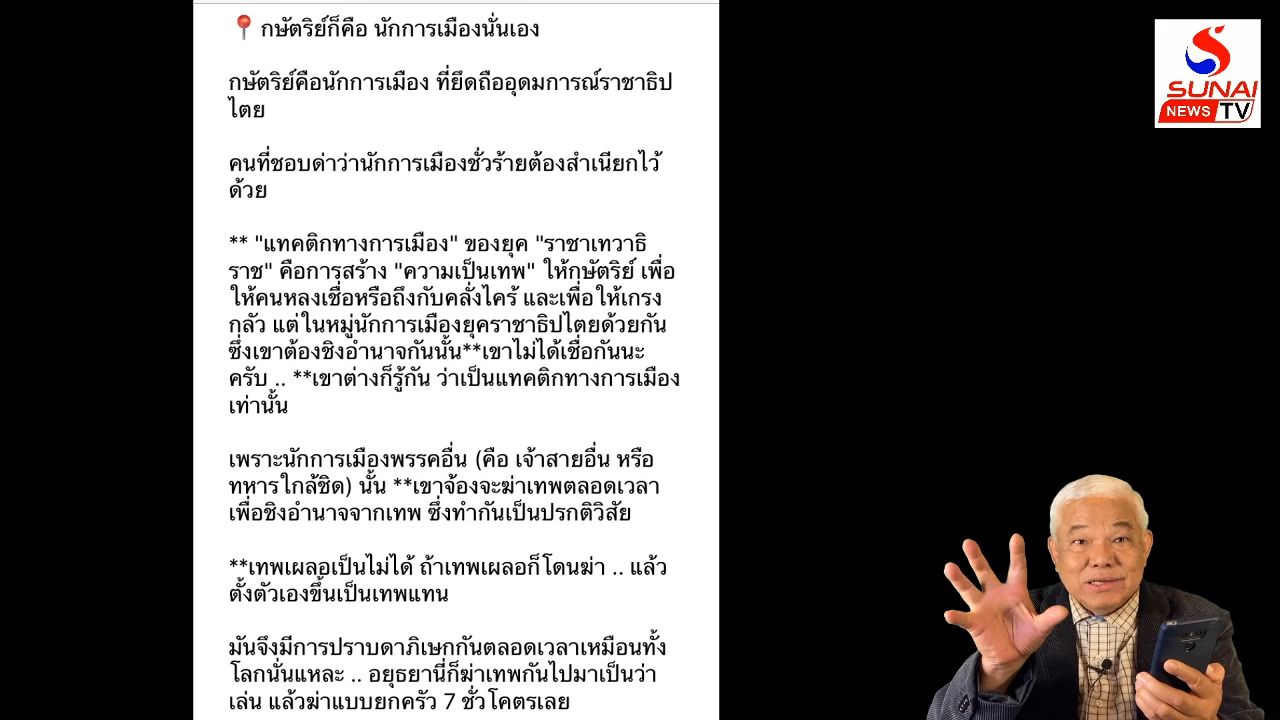 📍 กษัตริย์ก็คือ นักการเมืองนั่นเอง
กษัตริย์คือนักการเมือง ที่ยึดถืออุดมการณ์ราชาธิป
ไตย
คนที่ชอบด่าว่านักการเมืองชั่วร้ายต้องสำเนียกไว้
ด้วย
** "แทคติกทางการเมือง" ของยุค "ราชาเทวาธิ
ราช" คือการสร้าง "ความเป็นเทพ" ให้กษัตริย์ เพื่อ
ให้คนหลงเชื่อหรือถึงกับคลั่งไคร้ และเพื่อให้เกรง
กลัว แต่ในหมู่นักการเมืองยุคราชาธิปไตยด้วยกัน
ซึ่งเขาต้องชิงอำนาจกันนั้น**เขาไม่ได้เชื่อกันนะ
ครับ .. **เขาต่างก็รู้กัน ว่าเป็นแทคติกทางการเมือง
เท่านั้น
เพราะนักการเมืองพรรคอื่น (คือ เจ้าสายอื่น หรือ
ทหารใกล้ชิด) นั้น **เขาจ้องจะฆ่าเทพตลอดเวลา
เพื่อชิงอำนาจจากเทพ ซึ่งทำกันเป็นปรกติวิสัย
**เทพเผลอเป็นไม่ได้ ถ้าเทพเผลอก็โดนฆ่า .. แล้ว
ตั้งตัวเองขึ้นเป็นเทพแทน
มันจึงมีการปราบดาภิเษกกันตลอดเวลาเหมือนทั้ง
โลกนั่นแหละ .. อยุธยานี่ก็ฆ่าเทพกันไปมาเป็นว่า
เล่น แล้วฆ่าแบบยกครัว 7 ชั่วโคตรเลย
SUNAI
NEWS TV